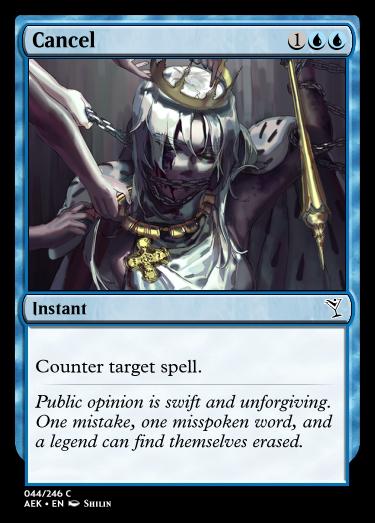 Cancel 1
Instant
Counter target spell.
Public opinion is swift and unforgiving.
One mistake, one misspoken word, and
a legend can find themselves erased.
044/246 C
AEK • EN Shilin